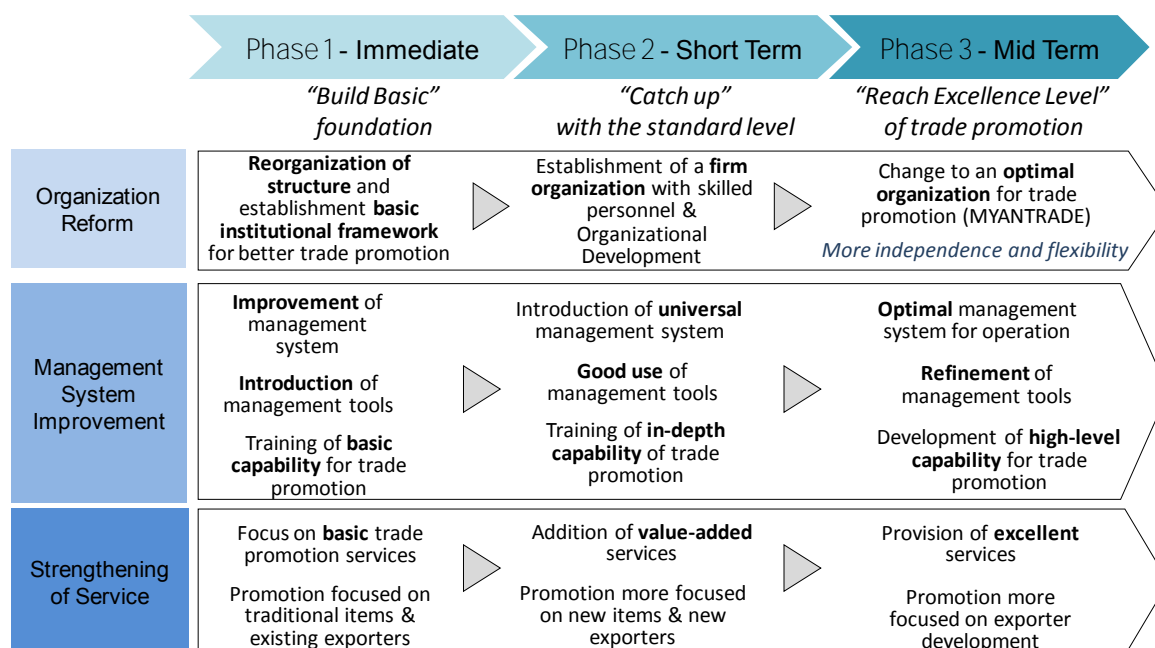 Phase 1 - Immediate
Phase 2 - Short Term
Phase 3 - Mid Term
“Build Basic”
foundation
“Catch up”
with the standard level
“Reach Excellence Level”
of trade promotion
Organization
Reform
Reorganization of
structure and
establishment basic
institutional framework
for better trade promotion
Establishment of a firm
organization with skilled
personnel &
Organizational
Development
Change to an optimal
organization for trade
promotion (MYANTRADE)
More independence and flexibility
Management
System
Improvement
Improvement of
management
system
Introduction of
management tools
Training of basic
capability for trade
promotion
Introduction of universal
management system
Good use of
management tools
Training of in-depth
capability of trade
promotion
Optimal management
system for operation
Refinement of
management tools
Development of high-level
capability for trade
promotion
Strengthening
of Service
Focus on basic trade
promotion services
Promotion focused on
traditional items &
existing exporters
Addition of value-added
services
Promotion more focused
on new items & new
exporters
Provision of excellent
services
Promotion more
focused on exporter
development